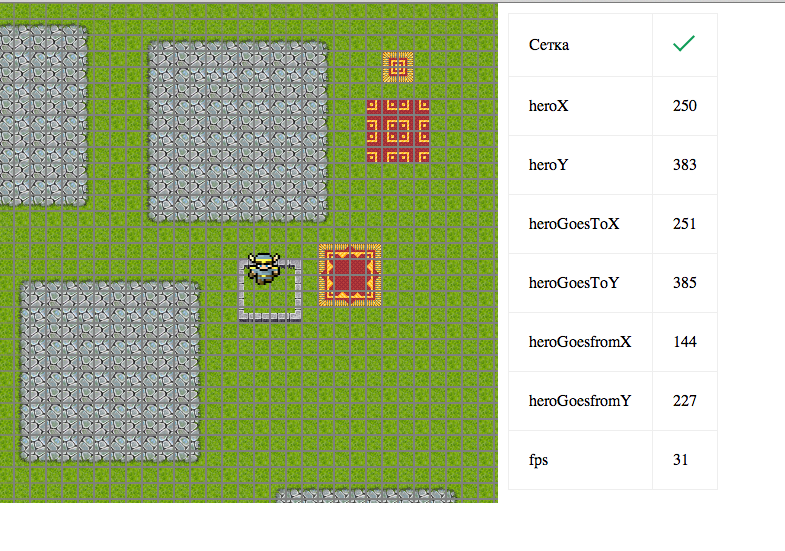 Сетка
heroX 250
heroY 383
heroGoesToX 251
heroGoesToY 385
heroGoesfromX 144
heroGoesfromY 227
fps 31